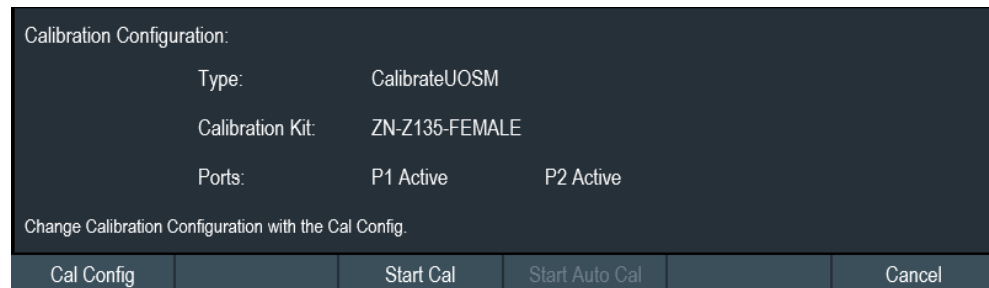 Calibration Configuration:
Type: CalibrateUOSM
Calibration Kit: ZN-Z135-FEMALE
Ports: P1 Active P2 Active
Change Calibration Configuration with the Cal Config.
Cal Config Start Cal Start Auto Cal Cancel